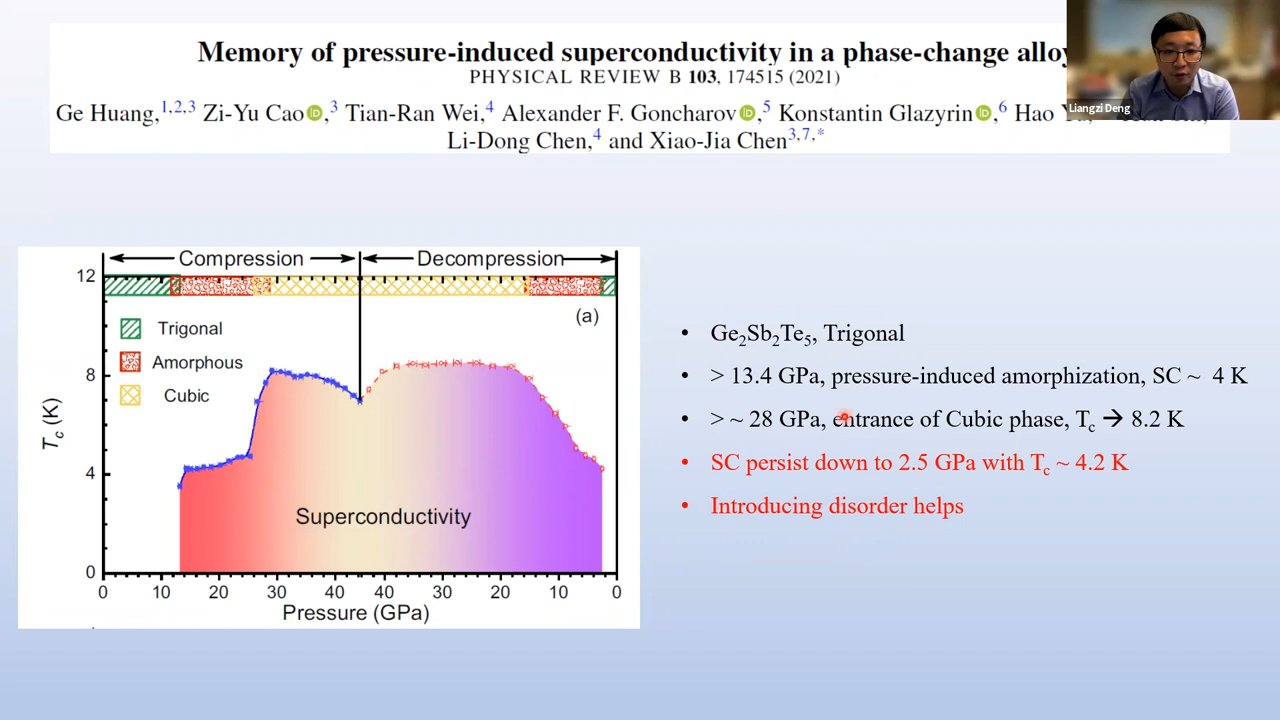 Memory of pressure-induced superconductivity in a phase-change alloy
PHYSICAL REVIEW B 103, 174515 (2021)
Ge Huang,1,2,3 Zi-Yu Cao,3 Tian-Ran Wei,4 Alexander F. Goncharov,5 Konstantin Glazyrin,6 Hao
Li-Dong Chen,4 and Xiao-Jia Chen3,7,*
Liangzi Deng
Compression Decompression
12
(a)
Trigonal
Amorphous
Cubic
8
4
0
Tc (K)
Superconductivity
0 10 20 30 40 40 30 20 10 0
Pressure (GPa)
• Ge2Sb2Te5, Trigonal
• > 13.4 GPa, pressure-induced amorphization, SC ~ 4 K
• > ~ 28 GPa, entrance of Cubic phase, Tc → 8.2 K
• SC persist down to 2.5 GPa with Tc ~ 4.2 K
• Introducing disorder helps